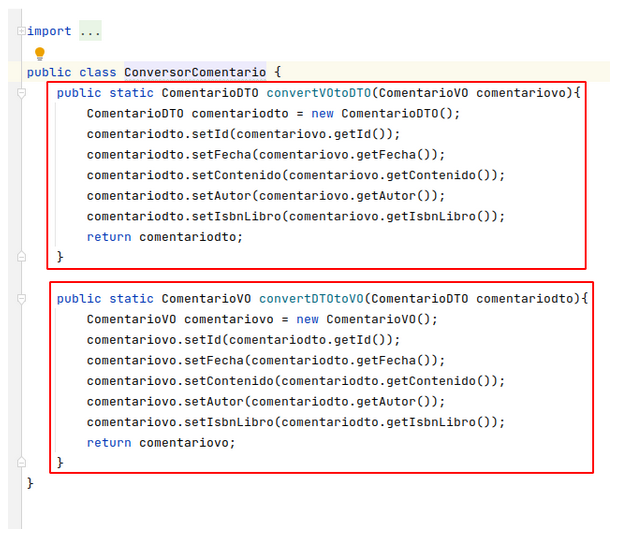 import ...
public class ConversorComentario {
public static ComentarioDTO convertVOtoDTO(ComentarioVO comentariovo){
ComentarioDTO comentariodto = new ComentarioDTO();
comentariodto.setId(comentariovo.getId());
comentariodto.setFecha(comentariovo.getFecha());
comentariodto.setContenido(comentariovo.getContenido());
comentariodto.setAutor(comentariovo.getAutor());
comentariodto.setIsbnLibro(comentariovo.getIsbnLibro());
return comentariodto;
}
public static ComentarioVO convertDTOtoVO(ComentarioDTO comentariodto){
ComentarioVO comentariovo = new ComentarioVO();
comentariovo.setId(comentariodto.getId());
comentariovo.setFecha(comentariodto.getFecha());
comentariovo.setContenido(comentariodto.getContenido());
comentariovo.setAutor(comentariodto.getAutor());
comentariovo.setIsbnLibro(comentariodto.getIsbnLibro());
return comentariovo;
}
}